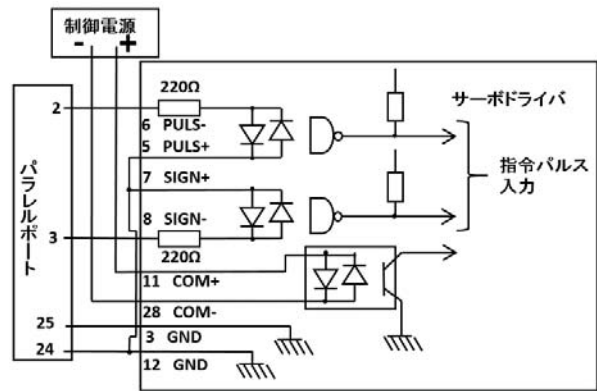 制御電源
- +
220Ω
サーボドライバ
2
6 PULS-
5 PULS+
指令パルス
入力
7 SIGN+
パラレルポート
8 SIGN-
3
220Ω
11 COM+
28 COM-
25
3 GND
24
12 GND